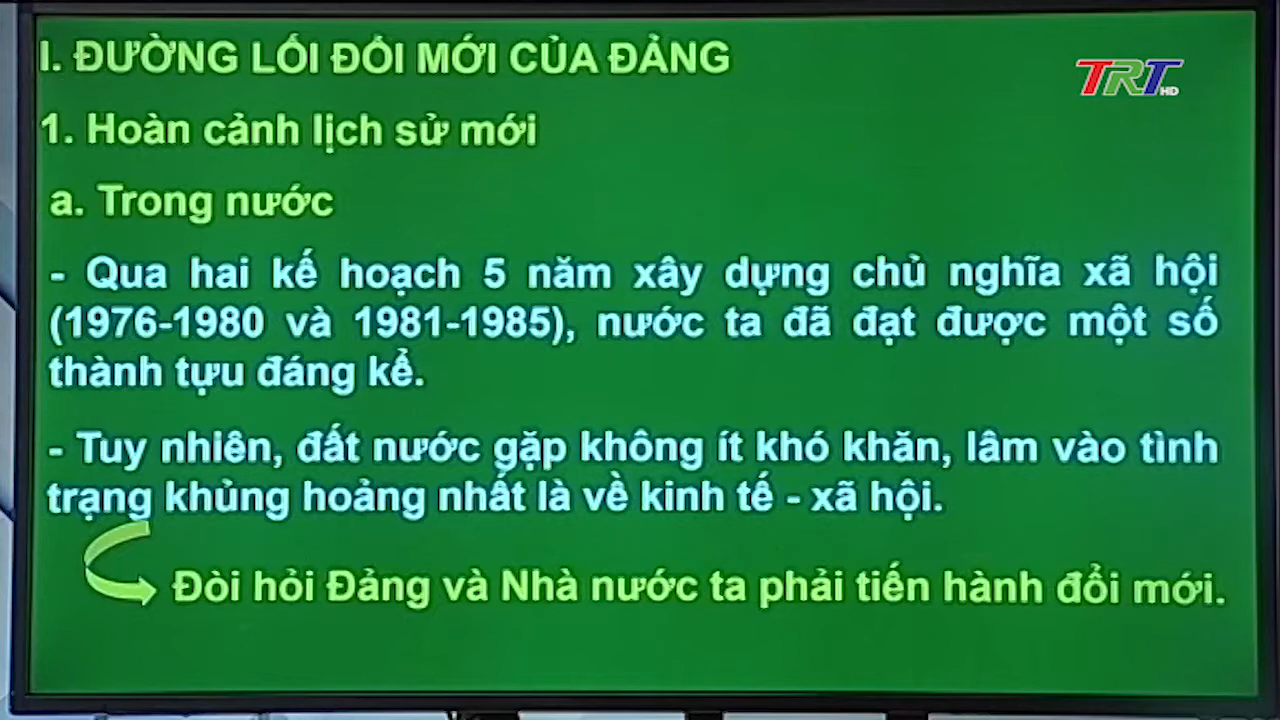 I. ĐƯỜNG LỐI ĐỔI MỚI CỦA ĐẢNG
TRT HD
1. Hoàn cảnh lịch sử mới
a. Trong nước
- Qua hai kế hoạch 5 năm xây dựng chủ nghĩa xã hội
(1976-1980 và 1981-1985), nước ta đã đạt được một số
thành tựu đáng kể.
- Tuy nhiên, đất nước gặp không ít khó khăn, lâm vào tình
trạng khủng hoảng nhất là về kinh tế - xã hội.
Đòi hỏi Đảng và Nhà nước ta phải tiến hành đổi mới.